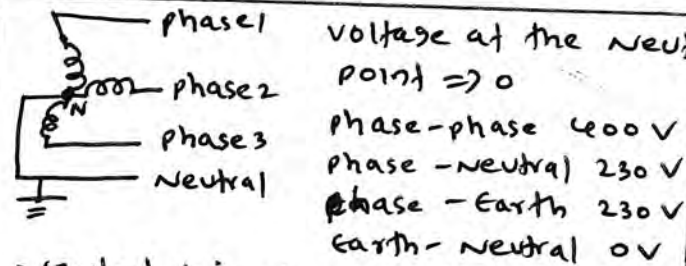 phase1
voltage at the
N
phase2
point => 0
phase3
phase-phase 400 V
Neutral
phase - Neutral 230 V
phase - Earth 230 V
Earth - Neutral 0V